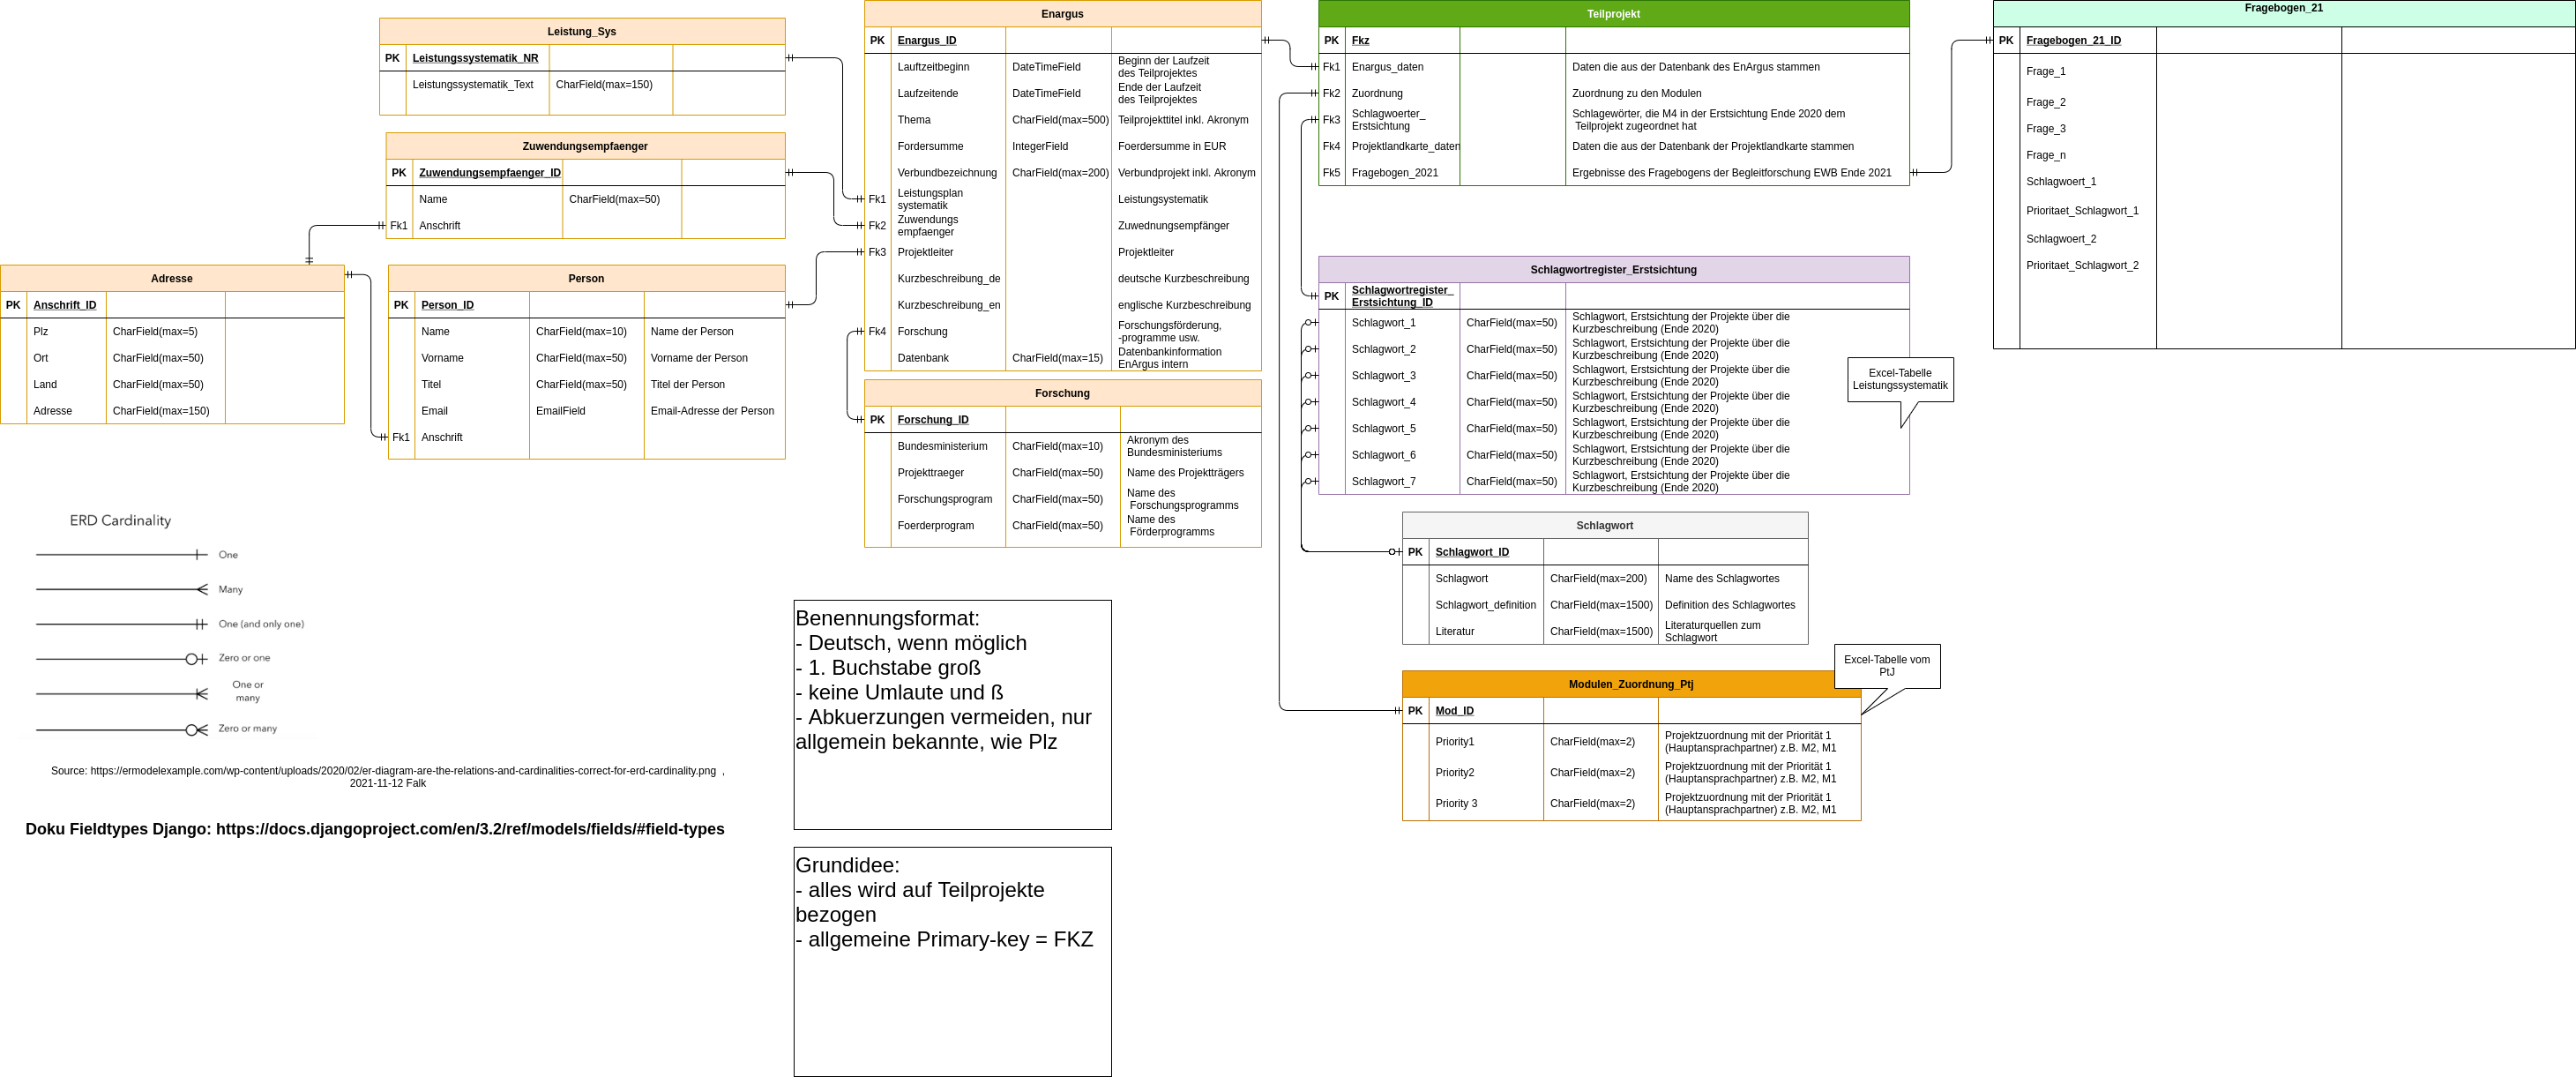 Leistung_Sys
PK Leistungssystematik_NR
Leistungssystematik_Text CharField(max=150)
Zuwendungsempfaenger
PK Zuwendungsempfaenger_ID
Name CharField(max=50)
Fk1 Anschrift
Adresse
PK Anschrift_ID
Plz CharField(max=5)
Ort CharField(max=50)
Land CharField(max=50)
Adresse CharField(max=150)
Person
PK Person_ID
Name CharField(max=10) Name der Person
Vorname CharField(max=50) Vorname der Person
Titel CharField(max=50) Titel der Person
Email EmailField Email-Adresse der Person
Fk1 Anschrift
Enargus
PK Enargus_ID
Lauftzeitbeginn DateTimeField Beginn der Laufzeit
des Teilprojektes
Laufzeitende DateTimeField Ende der Laufzeit
des Teilprojektes
Thema CharField(max=500) Teilprojekttitel inkl. Akronym
Fordersumme IntegerField Foerdersumme in EUR
Verbundbezeichnung CharField(max=200) Verbundprojekt inkl. Akronym
Fk1 Leistungsplan
systematik Leistungsystematik
Fk2 Zuwendungs
empfaenger Zuwednungsempfänger
Fk3 Projektleiter Projektleiter
Kurzbeschreibung_de deutsche Kurzbeschreibung
Kurzbeschreibung_en englische Kurzbeschreibung
Fk4 Forschung Forschungsförderung,
-programme usw.
Datenbank CharField(max=15) Datenbankinformation
EnArgus intern
Forschung
PK Forschung_ID
Bundesministerium CharField(max=10) Akronym des
Bundesministeriums
Projekttraeger CharField(max=50) Name des Projektträgers
Forschungsprogram CharField(max=50) Name des
Forschungsprogramms
Foerderprogram CharField(max=50) Name des
Förderprogramms
Teilprojekt
PK Fkz
Fk1 Enargus_daten Daten die aus der Datenbank des EnArgus stammen
Fk2 Zuordnung Zuordnung zu den Modulen
Fk3 Schlagwoerter_
Erstsichtung Schlagewörter, die M4 in der Erstsichtung Ende 2020 dem
Teilprojekt zugeordnet hat
Fk4 Projektlandkarte_daten Daten die aus der Datenbank der Projektlandkarte stammen
Fk5 Fragebogen_2021 Ergebnisse des Fragebogens der Begleitforschung EWB Ende 2021
Schlagwortregister_Erstsichtung
PK Schlagwortregister_
Erstsichtung_ID
Schlagwort_1 CharField(max=50) Schlagwort, Erstsichtung der Projekte über die
Kurzbeschreibung (Ende 2020)
Schlagwort_2 CharField(max=50) Schlagwort, Erstsichtung der Projekte über die
Kurzbeschreibung (Ende 2020)
Schlagwort_3 CharField(max=50) Schlagwort, Erstsichtung der Projekte über die
Kurzbeschreibung (Ende 2020)
Schlagwort_4 CharField(max=50) Schlagwort, Erstsichtung der Projekte über die
Kurzbeschreibung (Ende 2020)
Schlagwort_5 CharField(max=50) Schlagwort, Erstsichtung der Projekte über die
Kurzbeschreibung (Ende 2020)
Schlagwort_6 CharField(max=50) Schlagwort, Erstsichtung der Projekte über die
Kurzbeschreibung (Ende 2020)
Schlagwort_7 CharField(max=50) Schlagwort, Erstsichtung der Projekte über die
Kurzbeschreibung (Ende 2020)
Excel-Tabelle
Leistungssystematik
Schlagwort
PK Schlagwort_ID
Schlagwort CharField(max=200) Name des Schlagwortes
Schlagwort_definition CharField(max=1500) Definition des Schlagwortes
Literatur CharField(max=1500) Literaturquellen zum
Schlagwort
Excel-Tabelle vom
PtJ
Modulen_Zuordnung_Ptj
PK Mod_ID
Priority1 CharField(max=2) Projektzuordnung mit der Priorität 1
(Hauptansprachpartner) z.B. M2, M1
Priority2 CharField(max=2) Projektzuordnung mit der Priorität 1
(Hauptansprachpartner) z.B. M2, M1
Priority 3 CharField(max=2) Projektzuordnung mit der Priorität 1
(Hauptansprachpartner) z.B. M2, M1
Fragebogen_21
PK Fragebogen_21_ID
Frage_1
Frage_2
Frage_3
Frage_n
Schlagwoert_1
Prioritaet_Schlagwort_1
Schlagwoert_2
Prioritaet_Schlagwort_2
ERD Cardinality
One
Many
One (and only one)
Zero or one
One or
many
Zero or many
Source: https://ermodelexample.com/wp-content/uploads/2020/02/er-diagram-are-the-relations-and-cardinalities-correct-for-erd-cardinality.png ,
2021-11-12 Falk
Doku Fieldtypes Django: https://docs.djangoproject.com/en/3.2/ref/models/fields/#field-types
Benennungsformat:
- Deutsch, wenn möglich
- 1. Buchstabe groß
- keine Umlaute und ß
- Abkuerzungen vermeiden, nur
allgemein bekannte, wie Plz
Grundidee:
- alles wird auf Teilprojekte
bezogen
- allgemeine Primary-key = FKZ